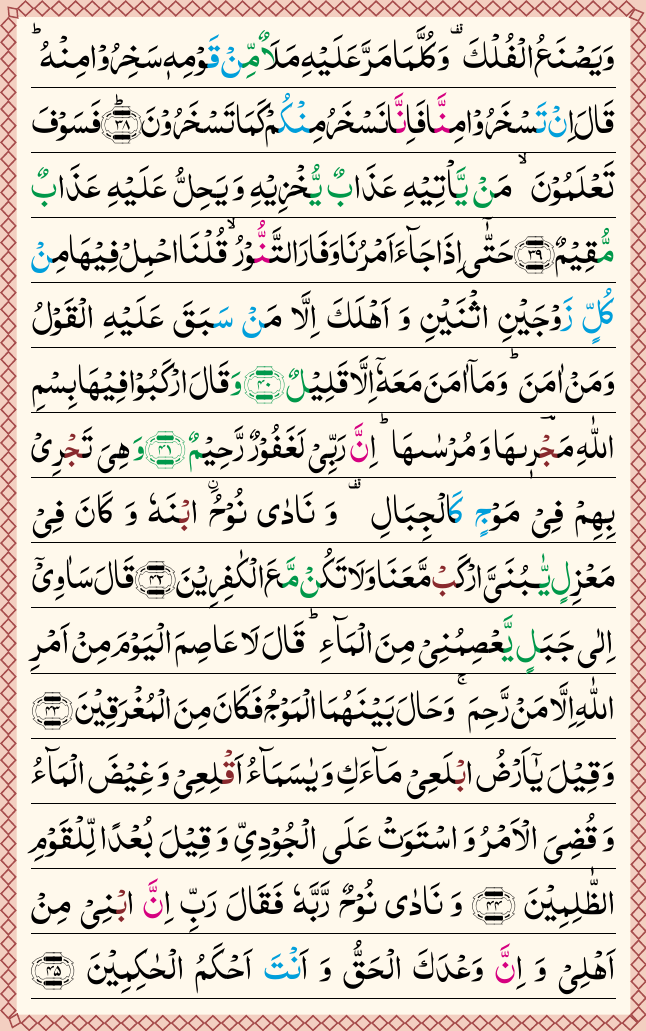 وَيَصْنَعُ الْفُلْكَ ۫ وَكُلَّمَا مَرَّ عَلَيْهِ مَلَاٌ مِّنْ قَوْمِهٖ سَخِرُوْا مِنْهُ ؕ
قَالَ اِنْ تَسْخَرُوْا مِنَّا فَاِنَّا نَسْخَرُ مِنْكُمْ كَمَا تَسْخَرُوْنَ ؕ ﴿۳۸﴾ فَسَوْفَ
تَعْلَمُوْنَ ۙ مَنْ يَّاْتِيْهِ عَذَابٌ يُّخْزِيْهِ وَ يَحِلُّ عَلَيْهِ عَذَابٌ
مُّقِيْمٌ ﴿۳۹﴾ حَتّٰۤى اِذَا جَآءَ اَمْرُنَا وَفَارَ التَّنُّوْرُ ۙ قُلْنَا احْمِلْ فِيْهَا مِنْ
كُلٍّ زَوْجَيْنِ اثْنَيْنِ وَ اَهْلَكَ اِلَّا مَنْ سَبَقَ عَلَيْهِ الْقَوْلُ
وَمَنْ اٰمَنَ ؕ وَمَاۤ اٰمَنَ مَعَهٗۤ اِلَّا قَلِيْلٌ ﴿۴۰﴾ وَقَالَ ارْكَبُوْا فِيْهَا بِسْمِ
اللّٰهِ مَجْرٖىهَا وَ مُرْسٰىهَا ؕ اِنَّ رَبِّىْ لَغَفُوْرٌ رَّحِيْمٌ ﴿۴۱﴾ وَهِىَ تَجْرِىْ
بِهِمْ فِىْ مَوْجٍ كَالْجِبَالِ ۫ وَ نَادٰى نُوْحُ ۨ ابْنَهٗ وَ كَانَ فِىْ
مَعْزِلٍ يّٰبُنَىَّ ارْكَبْ مَّعَنَا وَلَا تَكُنْ مَّعَ الْكٰفِرِيْنَ ﴿۴۲﴾ قَالَ سَاٰوِىْۤ
اِلٰى جَبَلٍ يَّعْصِمُنِىْ مِنَ الْمَآءِ ؕ قَالَ لَا عَاصِمَ الْيَوْمَ مِنْ اَمْرِ
اللّٰهِ اِلَّا مَنْ رَّحِمَ ۚ وَحَالَ بَيْنَهُمَا الْمَوْجُ فَكَانَ مِنَ الْمُغْرَقِيْنَ ﴿۴۳﴾
وَقِيْلَ يٰۤاَرْضُ ابْلَعِىْ مَآءَكِ وَيٰسَمَآءُ اَقْلِعِىْ وَغِيْضَ الْمَآءُ
وَ قُضِىَ الْاَمْرُ وَ اسْتَوَتْ عَلَى الْجُوْدِىِّ وَ قِيْلَ بُعْدًا لِّلْقَوْمِ
الظّٰلِمِيْنَ ﴿۴۴﴾ وَ نَادٰى نُوْحٌ رَّبَّهٗ فَقَالَ رَبِّ اِنَّ ابْنِىْ مِنْ
اَهْلِىْ وَ اِنَّ وَعْدَكَ الْحَقُّ وَ اَنْتَ اَحْكَمُ الْحٰكِمِيْنَ ﴿۴۵﴾